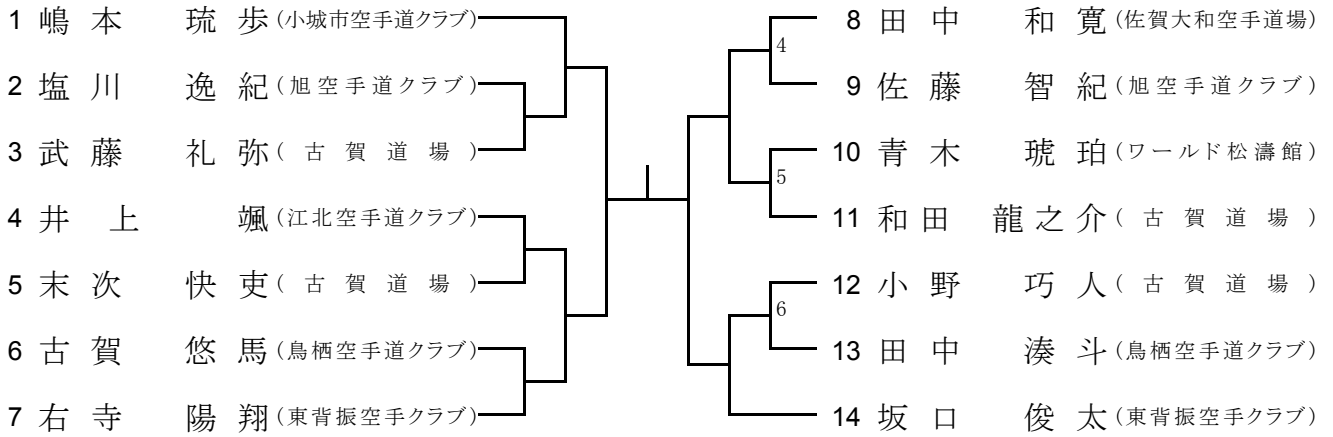 1 嶋本 琉歩 (小城市空手道クラブ)
2 塩川 逸紀 (旭空手道クラブ)
3 武藤 礼弥 (古賀道場)
4 井上 颯 (江北空手道クラブ)
5 末次 快吏 (古賀道場)
6 古賀 悠馬 (鳥栖空手道クラブ)
7 右寺 陽翔 (東背振空手クラブ)
8 田中 和寛 (佐賀大和空手道場)
4
9 佐藤 智紀 (旭空手道クラブ)
10 青木 琥珀 (ワールド松濤館)
5
11 和田 龍之介 (古賀道場)
12 小野 巧人 (古賀道場)
6
13 田中 湊斗 (鳥栖空手道クラブ)
14 坂口 俊太 (東背振空手クラブ)